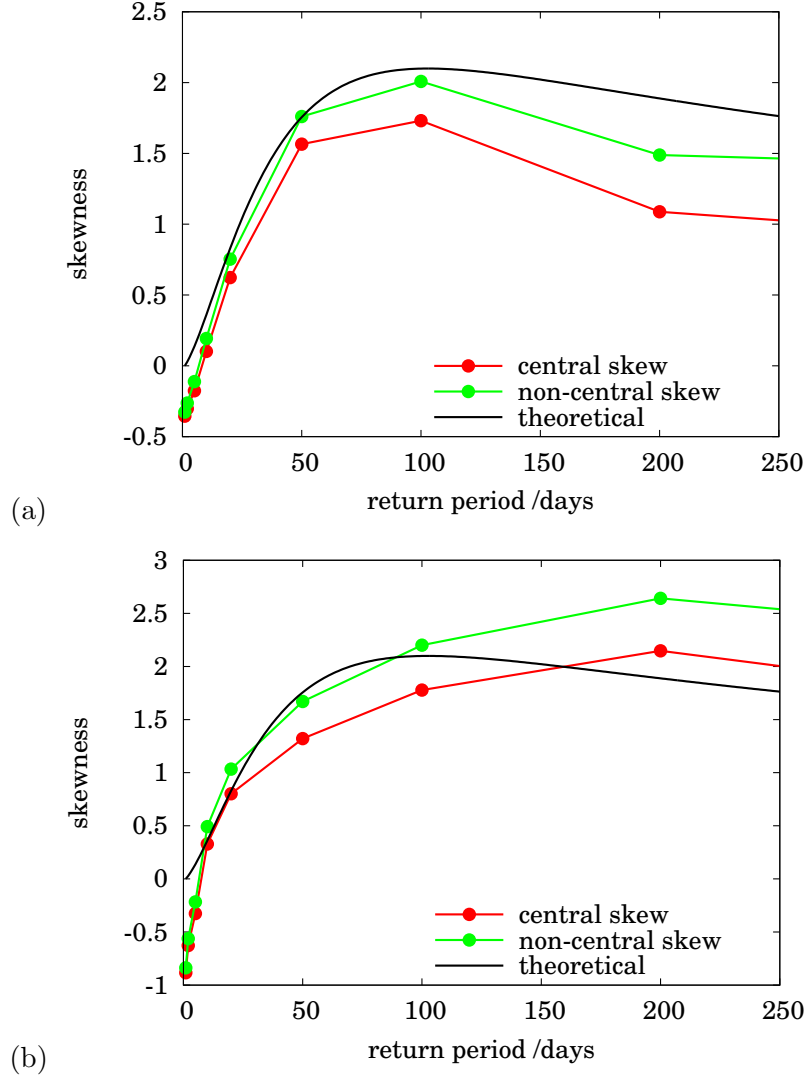 2.5
2
1.5
1
0.5
0
-0.5
skewness
central skew
non-central skew
theoretical
0 50 100 150 200 250
return period /days
(a)
3
2.5
2
1.5
1
0.5
0
-0.5
-1
skewness
central skew
non-central skew
theoretical
0 50 100 150 200 250
return period /days
(b)